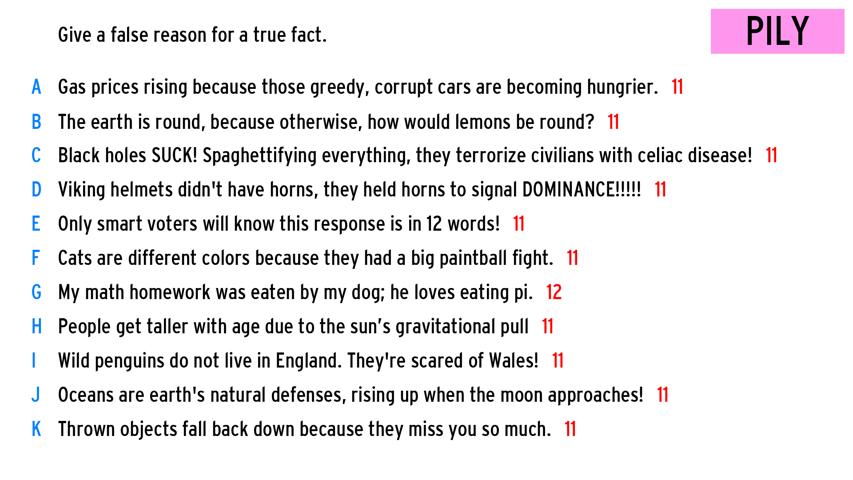 Give a false reason for a true fact.
PILY
A Gas prices rising because those greedy, corrupt cars are becoming hungrier. 11
B The earth is round, because otherwise, how would lemons be round? 11
C Black holes SUCK! Spaghettifying everything, they terrorize civilians with celiac disease! 11
D Viking helmets didn't have horns, they held horns to signal DOMINANCE!!!!! 11
E Only smart voters will know this response is in 12 words! 11
F Cats are different colors because they had a big paintball fight. 11
G My math homework was eaten by my dog; he loves eating pi. 12
H People get taller with age due to the sun’s gravitational pull 11
I Wild penguins do not live in England. They're scared of Wales! 11
J Oceans are earth's natural defenses, rising up when the moon approaches! 11
K Thrown objects fall back down because they miss you so much. 11